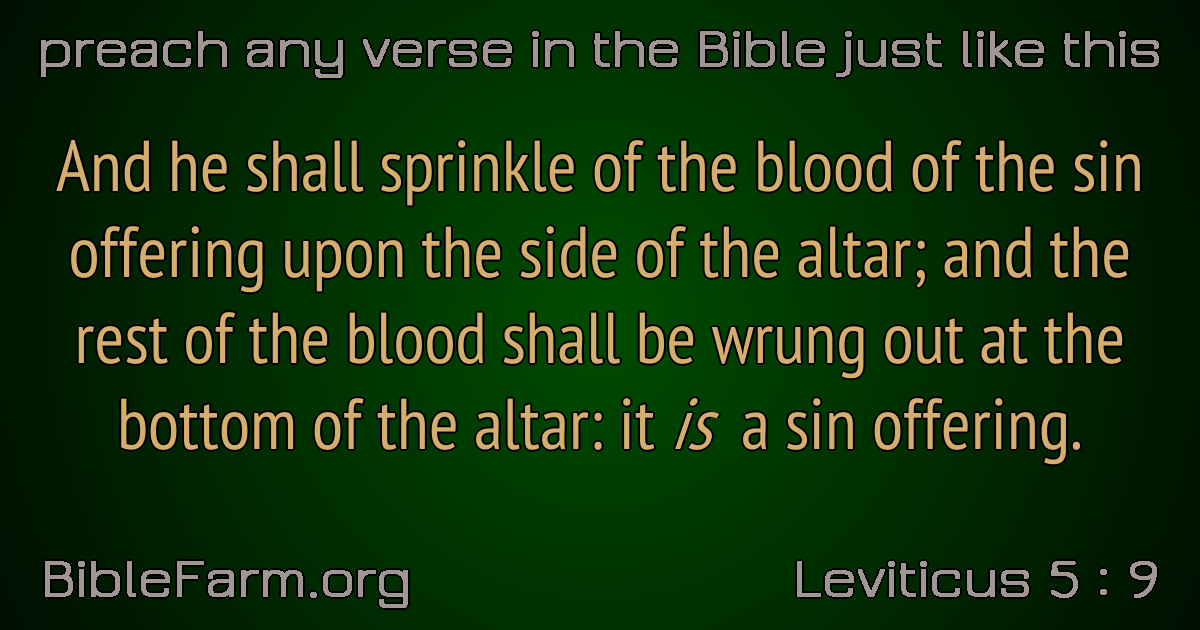 preach any verse in the Bible just like this
And he shall sprinkle of the blood of the sin
offering upon the side of the altar; and the
rest of the blood shall be wrung out at the
bottom of the altar: it is a sin offering.
BibleFarm.org
Leviticus 5 : 9